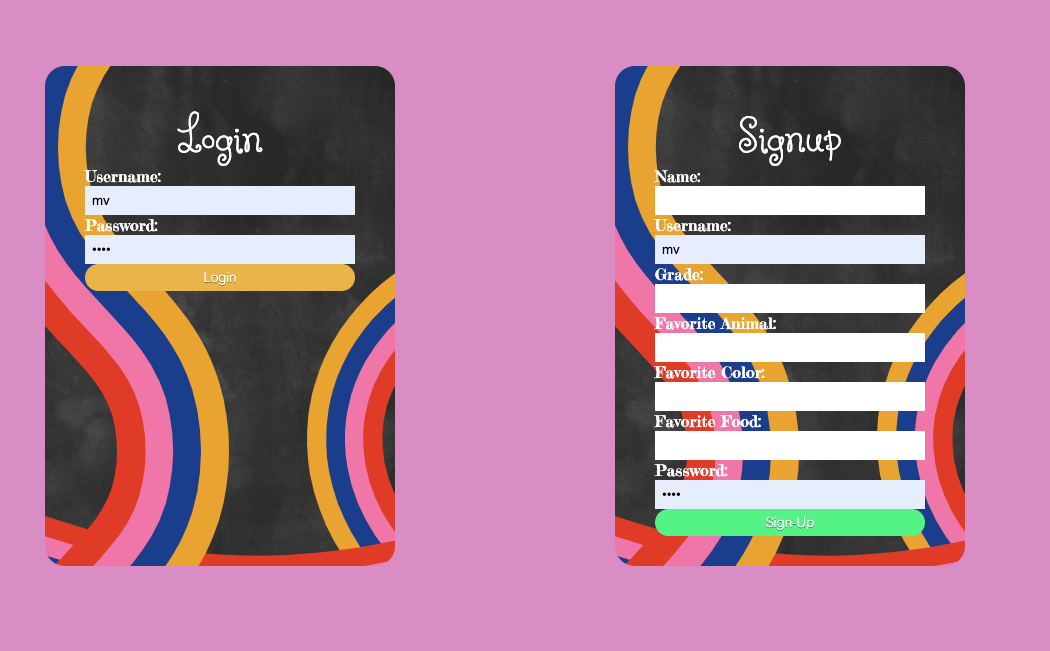 Login
Username:
mv
Password:
••••
Login
Signup
Name:
Username:
mv
Grade:
Favorite Animal:
Favorite Color:
Favorite Food:
Password:
••••
Sign-Up